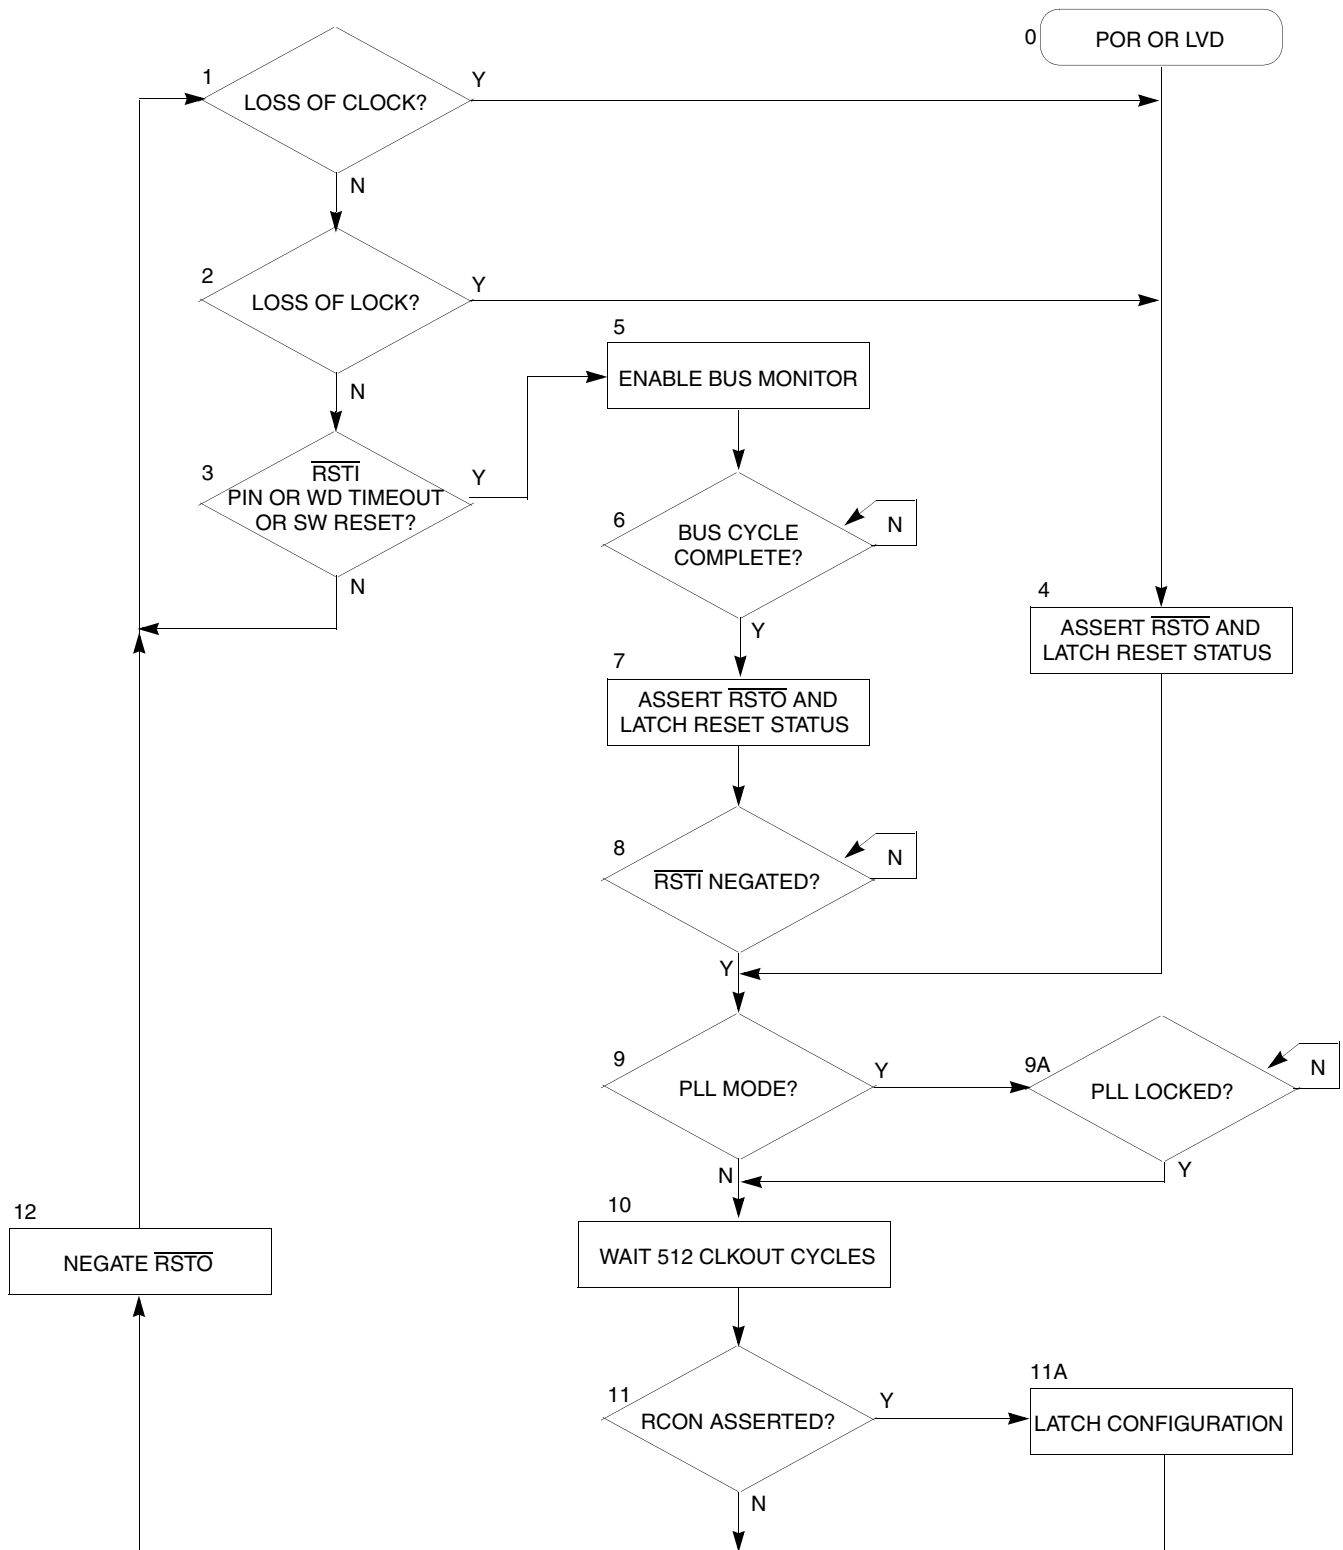 0
POR OR LVD
1
LOSS OF CLOCK?
Y
N
2
LOSS OF LOCK?
Y
N
3
RSTI
PIN OR WD TIMEOUT
OR SW RESET?
Y
N
5
ENABLE BUS MONITOR
6
BUS CYCLE
COMPLETE?
N
Y
4
ASSERT RSTO AND
LATCH RESET STATUS
7
ASSERT RSTO AND
LATCH RESET STATUS
8
RSTI NEGATED?
N
Y
9
PLL MODE?
Y
N
9A
PLL LOCKED?
N
Y
10
WAIT 512 CLKOUT CYCLES
12
NEGATE RSTO
11
RCON ASSERTED?
Y
N
11A
LATCH CONFIGURATION